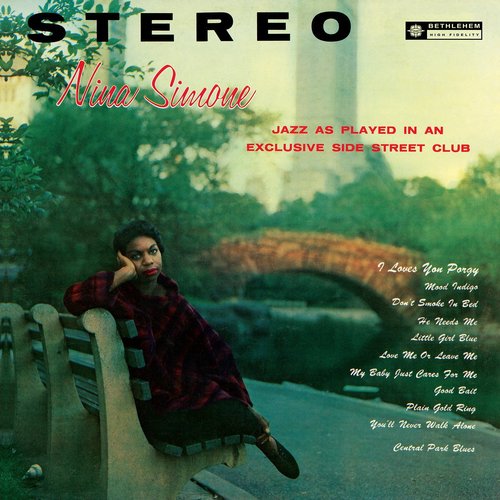 STEREO
BETHLEHEM
HIGH FIDELITY
Nina Simone
JAZZ AS PLAYED IN AN
EXCLUSIVE SIDE STREET CLUB
I Loves You Porgy
Mood Indigo
Don't Smoke In Bed
He Needs Me
Little Girl Blue
Love Me Or Leave Me
My Baby Just Cares For Me
Good Bait
Plain Gold Ring
You'll Never Walk Alone
Central Park Blues